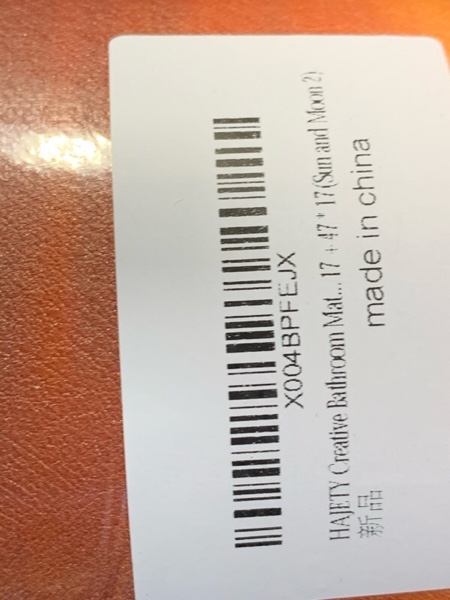 X004BPFEJX
HAJETY Creative Bathroom Mat... 17 + 47 * 17 (Sun and Moon 2)
新品
made in china